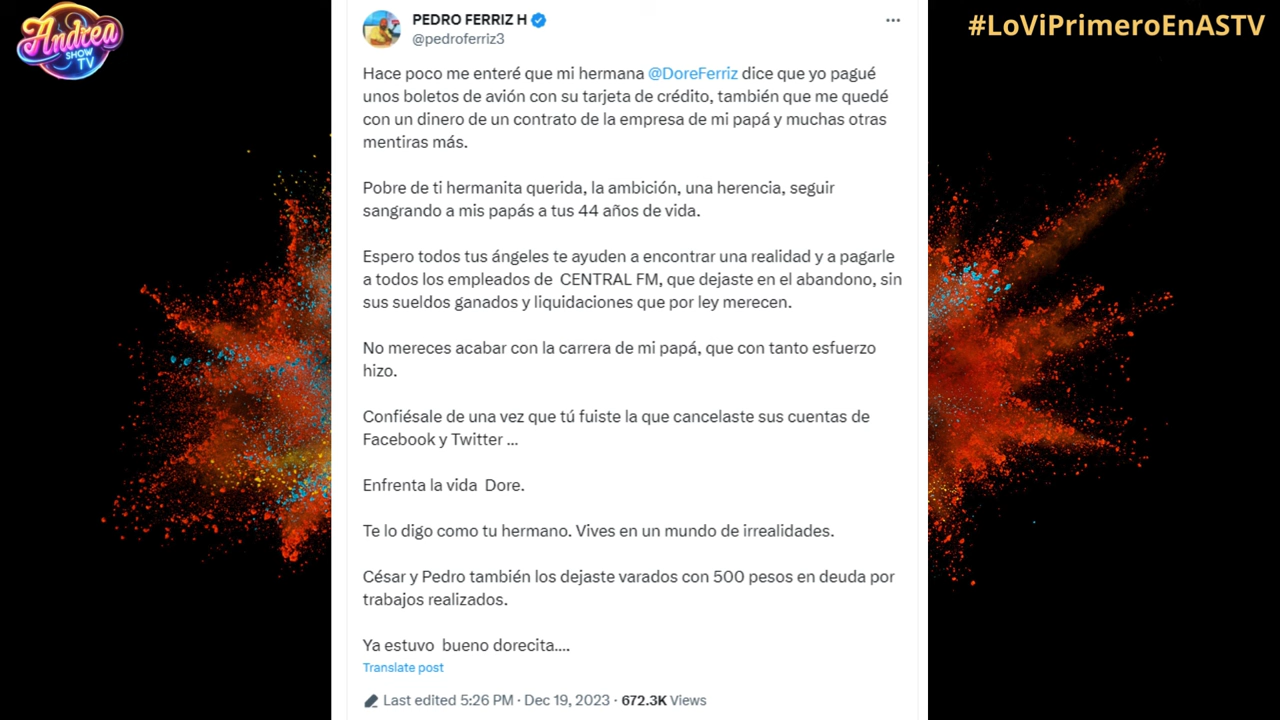 Andrea
SHOW
TV
#LoViPrimeroEnASTV
PEDRO FERRIZ H
@pedroferriz3
Hace poco me enteré que mi hermana @DoreFerriz dice que yo pagué
unos boletos de avión con su tarjeta de crédito, también que me quedé
con un dinero de un contrato de la empresa de mi papá y muchas otras
mentiras más.
Pobre de ti hermanita querida, la ambición, una herencia, seguir
sangrando a mis papás a tus 44 años de vida.
Espero todos tus ángeles te ayuden a encontrar una realidad y a pagarle
a todos los empleados de  CENTRAL FM, que dejaste en el abandono, sin
sus sueldos ganados y liquidaciones que por ley merecen.
No mereces acabar con la carrera de mi papá, que con tanto esfuerzo
hizo.
Confiésale de una vez que tú fuiste la que cancelaste sus cuentas de
Facebook y Twitter ...
Enfrenta la vida  Dore.
Te lo digo como tu hermano. Vives en un mundo de irrealidades.
César y Pedro también los dejaste varados con 500 pesos en deuda por
trabajos realizados.
Ya estuvo  bueno dorecita....
Translate post
Last edited 5:26 PM · Dec 19, 2023 · 672.3K Views